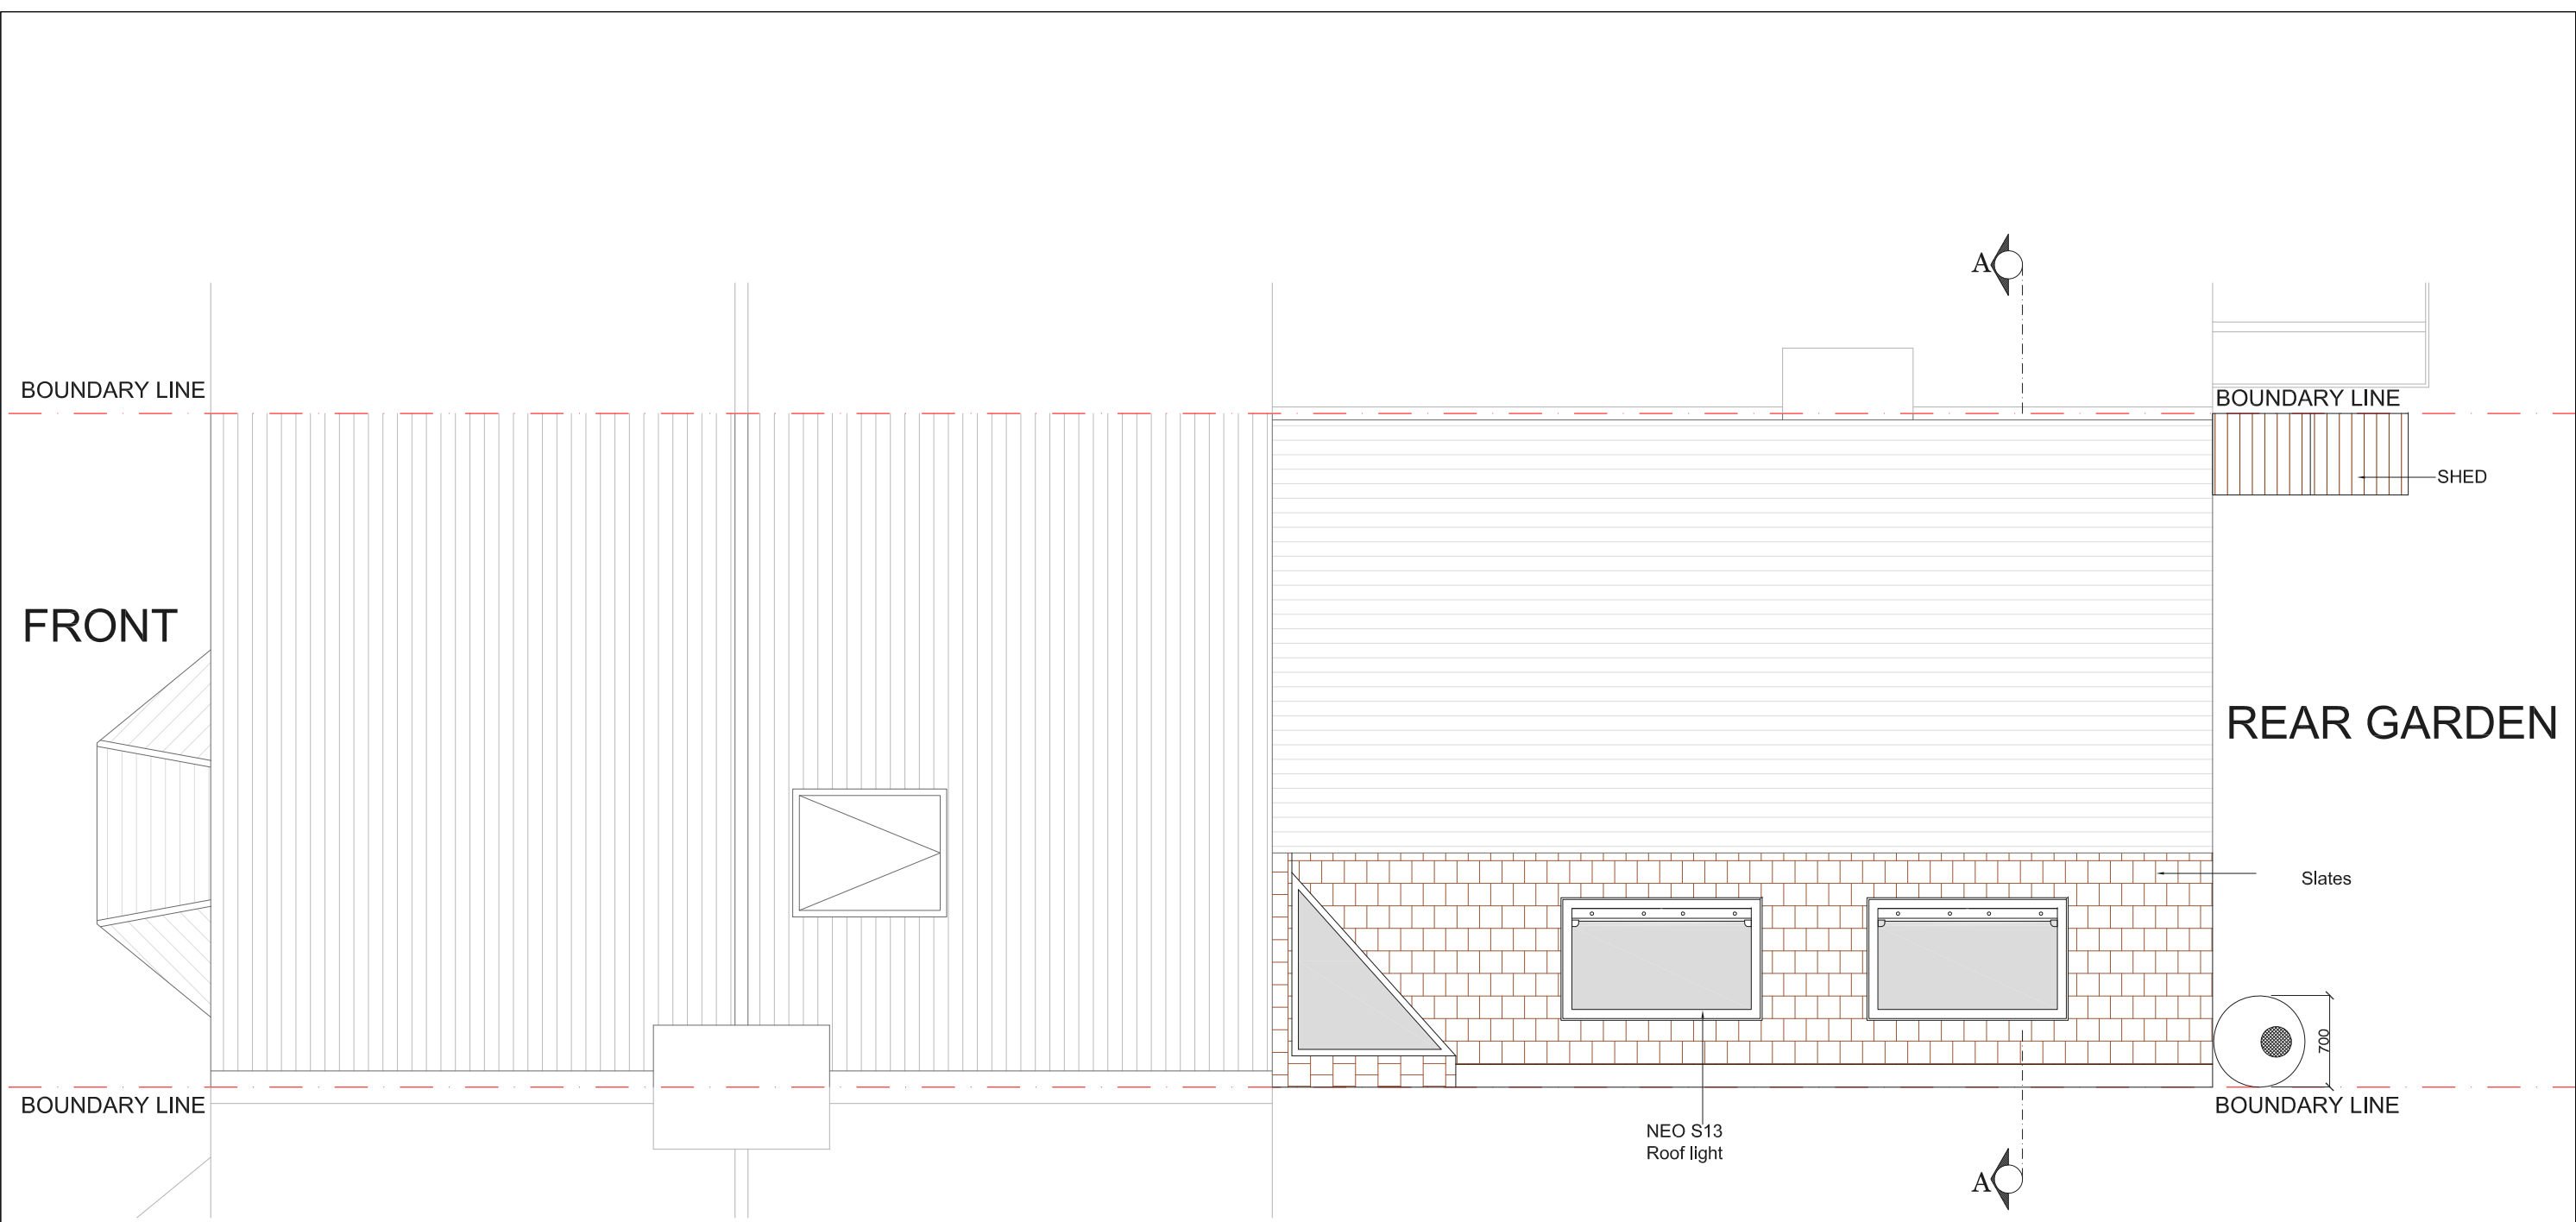 A
BOUNDARY LINE
BOUNDARY LINE
SHED
FRONT
REAR GARDEN
Slates
700
BOUNDARY LINE
BOUNDARY LINE
NEO S13
Roof light
A